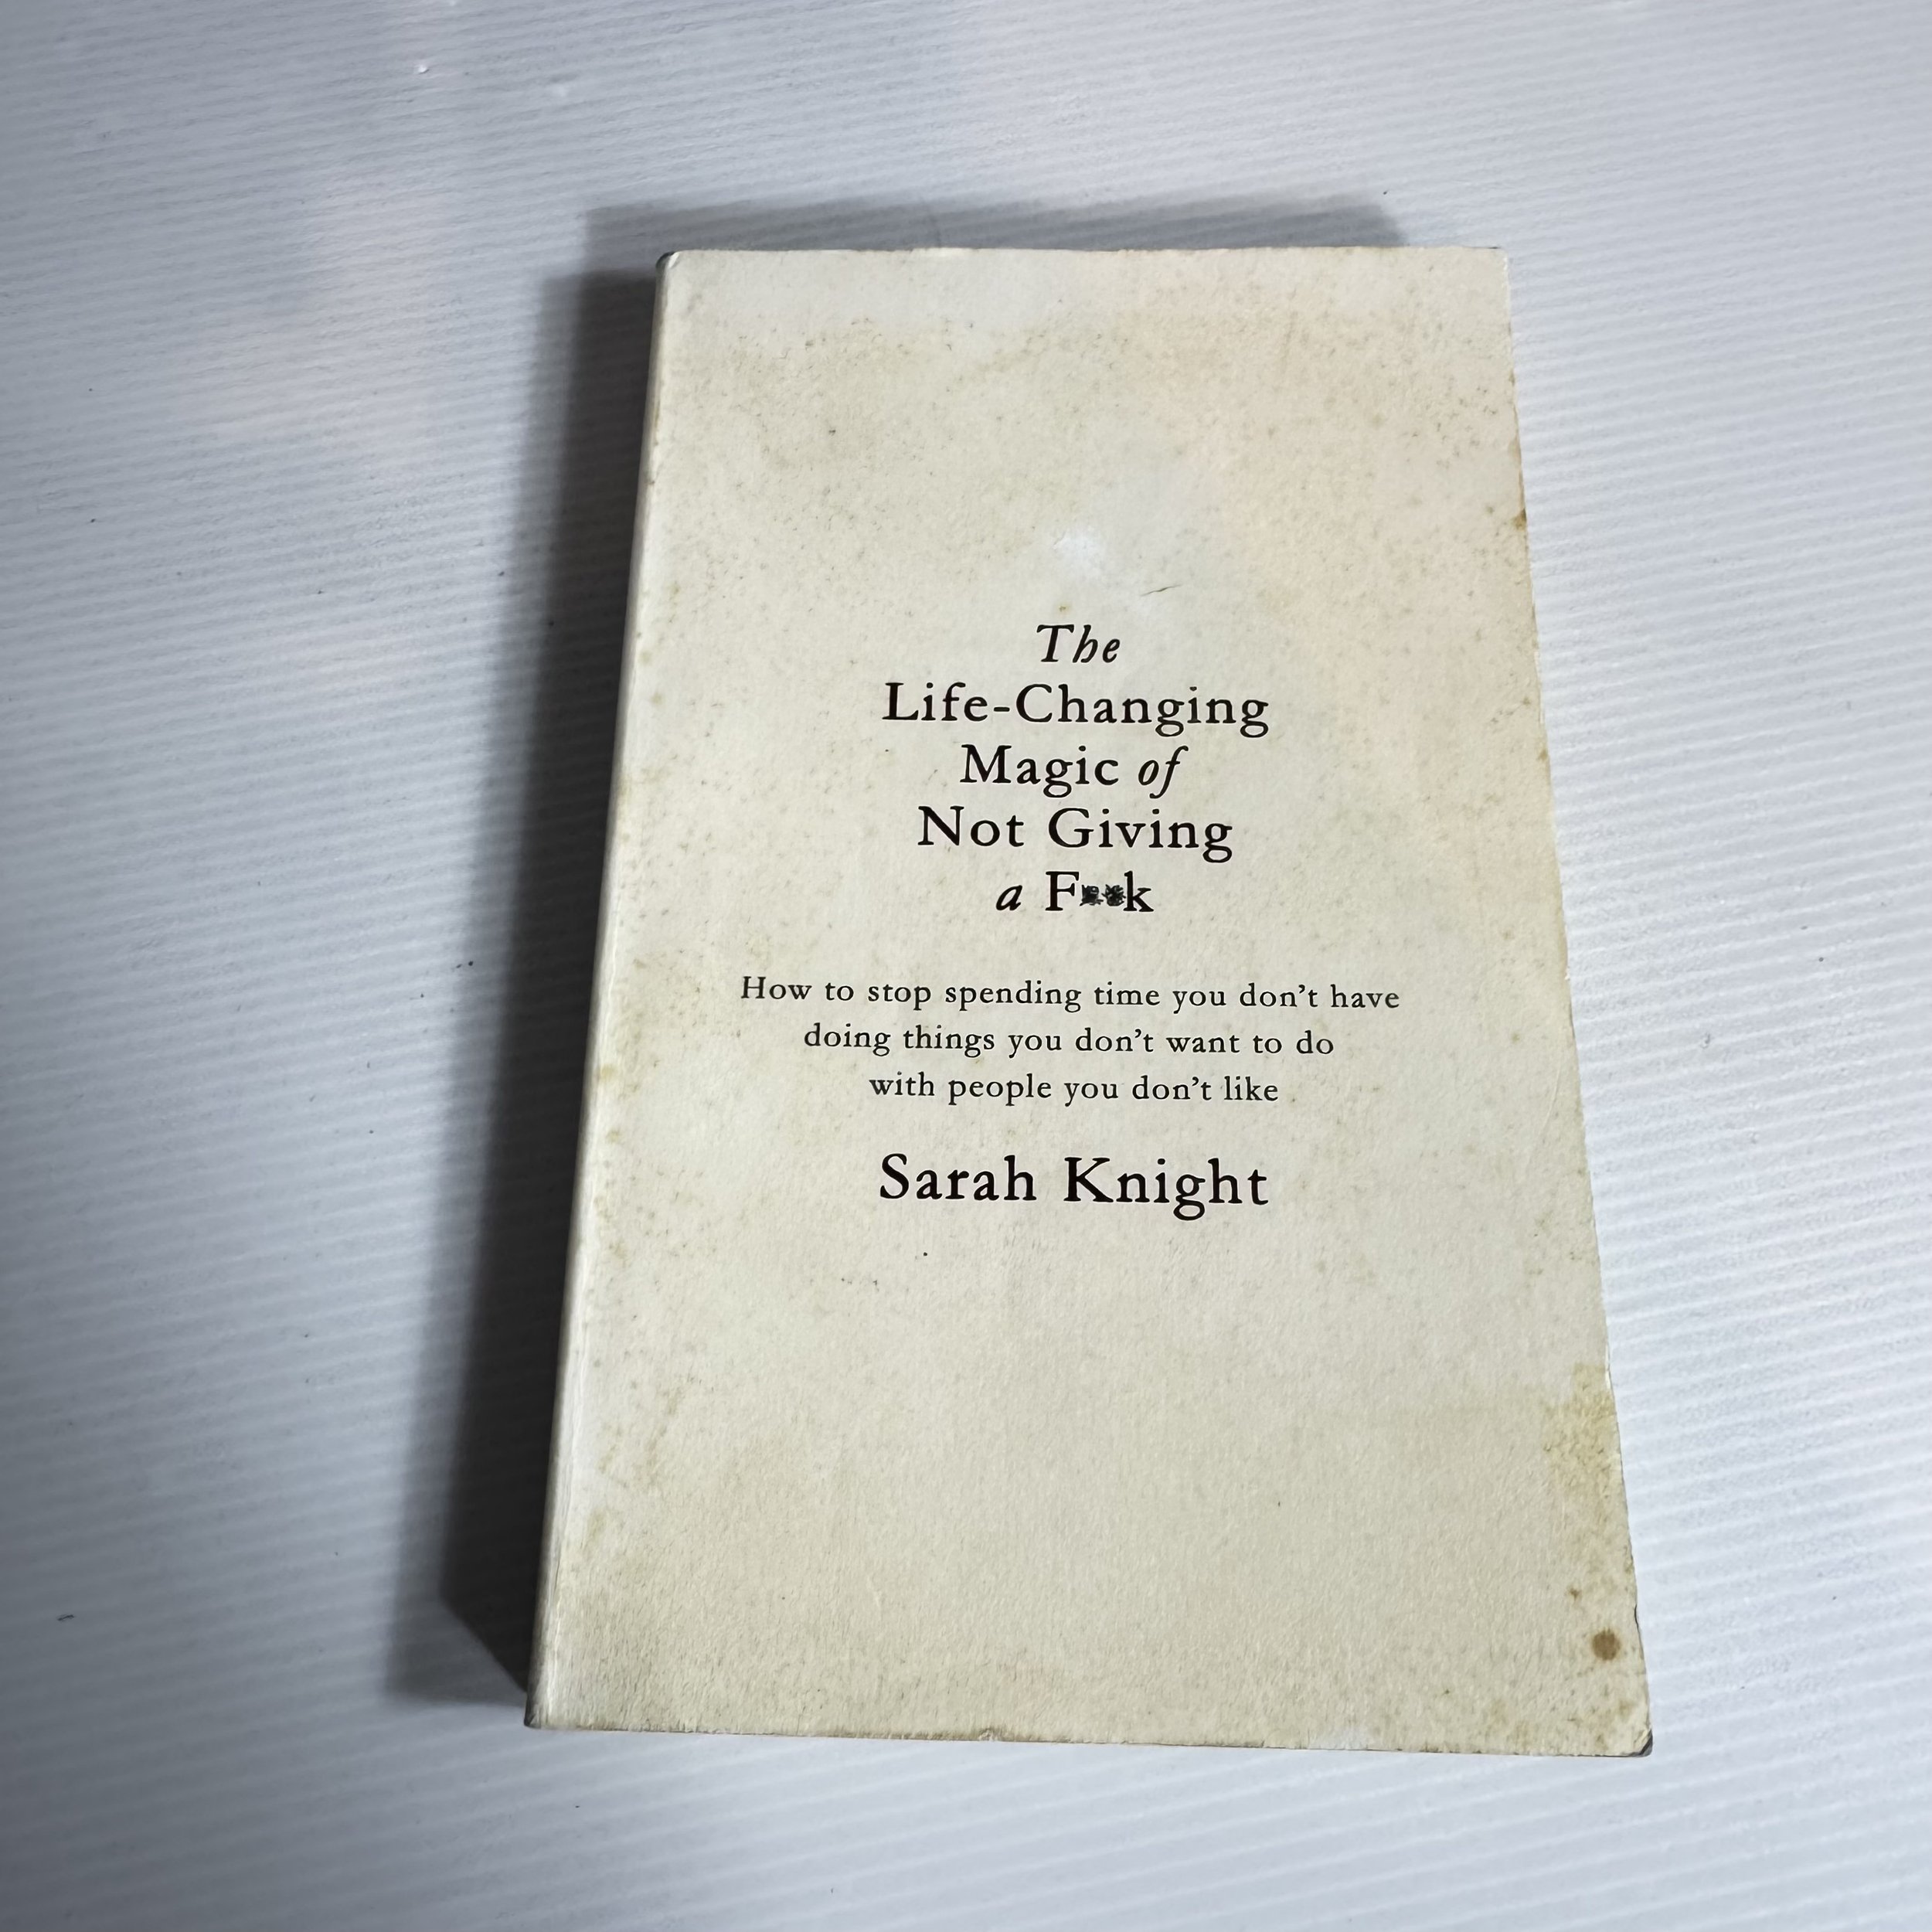 The
Life-Changing
Magic of
Not Giving
a F**k
How to stop spending time you don't have
doing things you don't want to do
with people you don't like
Sarah Knight